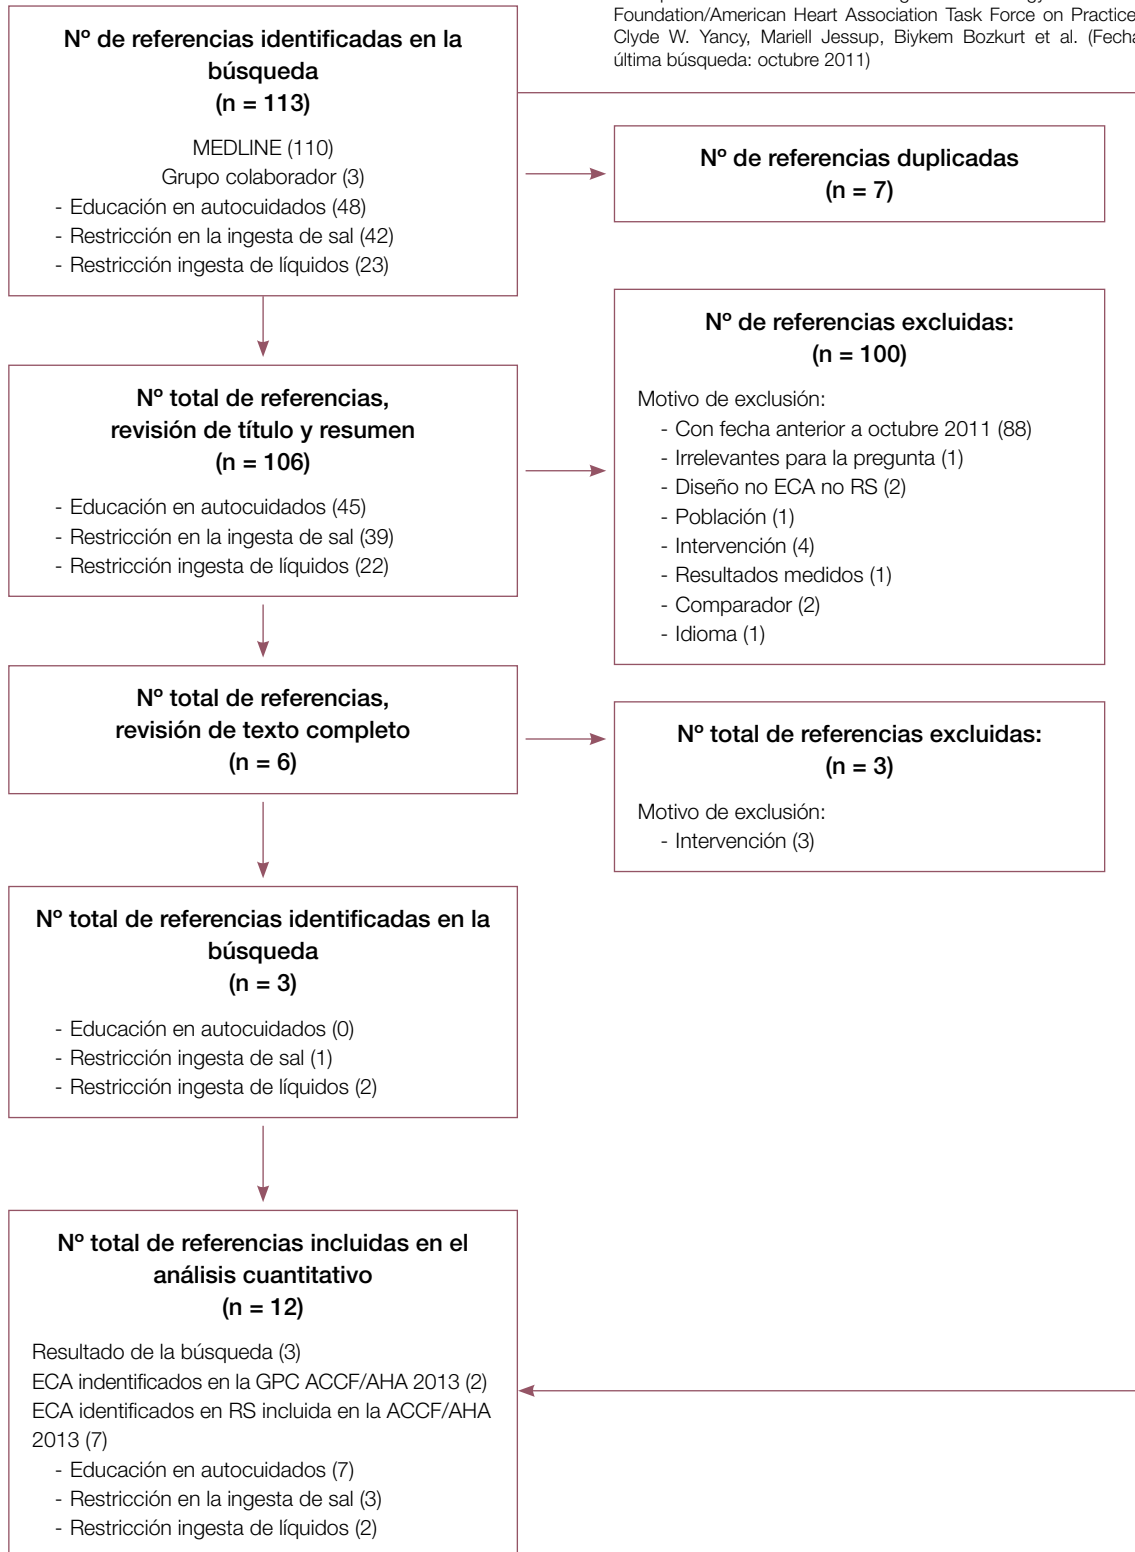 Foundation/American Heart Association Task Force on Practice
Clyde W. Yancy, Mariell Jessup, Biykem Bozkurt et al. (Fecha
última búsqueda: octubre 2011)
Nº de referencias identificadas en la
búsqueda
(n = 113)
MEDLINE (110)
Grupo colaborador (3)
- Educación en autocuidados (48)
- Restricción en la ingesta de sal (42)
- Restricción ingesta de líquidos (23)
Nº de referencias duplicadas
(n = 7)
Nº total de referencias,
revisión de título y resumen
(n = 106)
- Educación en autocuidados (45)
- Restricción en la ingesta de sal (39)
- Restricción ingesta de líquidos (22)
Nº de referencias excluidas:
(n = 100)
Motivo de exclusión:
- Con fecha anterior a octubre 2011 (88)
- Irrelevantes para la pregunta (1)
- Diseño no ECA no RS (2)
- Población (1)
- Intervención (4)
- Resultados medidos (1)
- Comparador (2)
- Idioma (1)
Nº total de referencias,
revisión de texto completo
(n = 6)
Nº total de referencias excluidas:
(n = 3)
Motivo de exclusión:
- Intervención (3)
Nº total de referencias identificadas en la
búsqueda
(n = 3)
- Educación en autocuidados (0)
- Restricción ingesta de sal (1)
- Restricción ingesta de líquidos (2)
Nº total de referencias incluidas en el
análisis cuantitativo
(n = 12)
Resultado de la búsqueda (3)
ECA indentificados en la GPC ACCF/AHA 2013 (2)
ECA identificados en RS incluida en la ACCF/AHA
2013 (7)
- Educación en autocuidados (7)
- Restricción en la ingesta de sal (3)
- Restricción ingesta de líquidos (2)